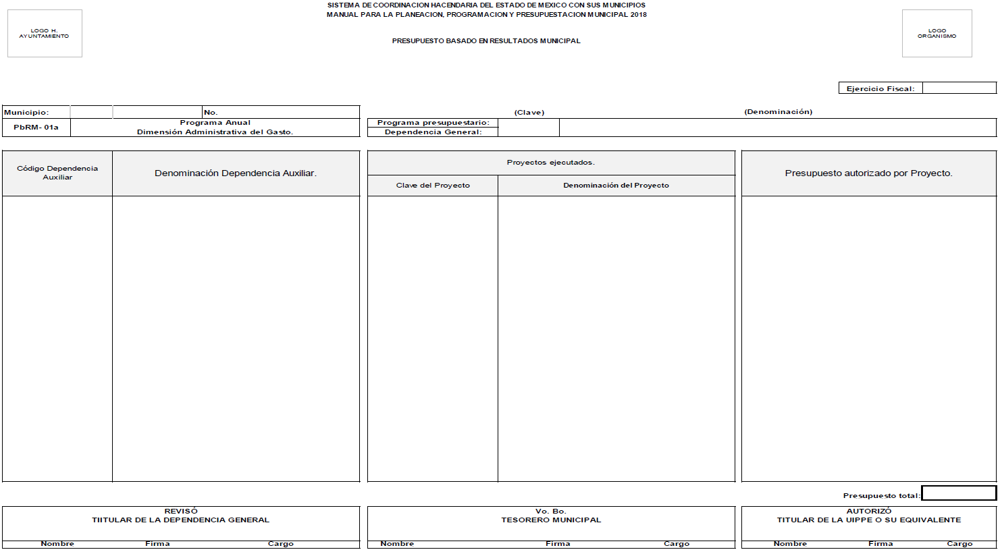 SISTEMA DE COORDINACION HACENDARIA DEL ESTADO DE MEXICO CON SUS MUNICIPIOS
MANUAL PARA LA PLANEACION, PROGRAMACION Y PRESUPUESTACION MUNICIPAL 2018
LOGO H.
AYUNTAMIENTO
LOGO
ORGANISMO
PRESUPUESTO BASADO EN RESULTADOS MUNICIPAL
Ejercicio Fiscal:
Municipio: No.
PbRM- 01a
Programa Anual
Dimensión Administrativa del Gasto.
(Clave) (Denominación)
Programa presupuestario:
Dependencia General:
Código Dependencia
Auxiliar
Denominación Dependencia Auxiliar.
Proyectos ejecutados.
Clave del Proyecto Denominación del Proyecto
Presupuesto autorizado por Proyecto.
Presupuesto total:
REVISÓ
TIITULAR DE LA DEPENDENCIA GENERAL
Nombre Firma Cargo
Vo. Bo.
TESORERO MUNICIPAL
Nombre Firma Cargo
AUTORIZÓ
TITULAR DE LA UIPPE O SU EQUIVALENTE
Nombre Firma Cargo